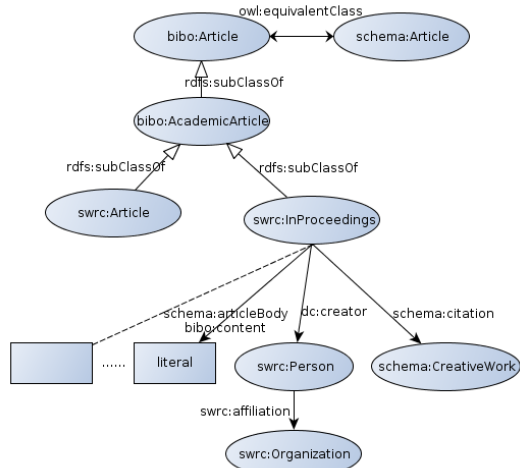 owl:equivalentClass
bibo:Article
schema:Article
rdfs:subClassOf
bibo:AcademicArticle
rdfs:subClassOf
rdfs:subClassOf
swrc:Article
swrc:InProceedings
schema:articleBody
bibo:content
dc:creator
schema:citation
......
literal
swrc:Person
schema:CreativeWork
swrc:affiliation
swrc:Organization